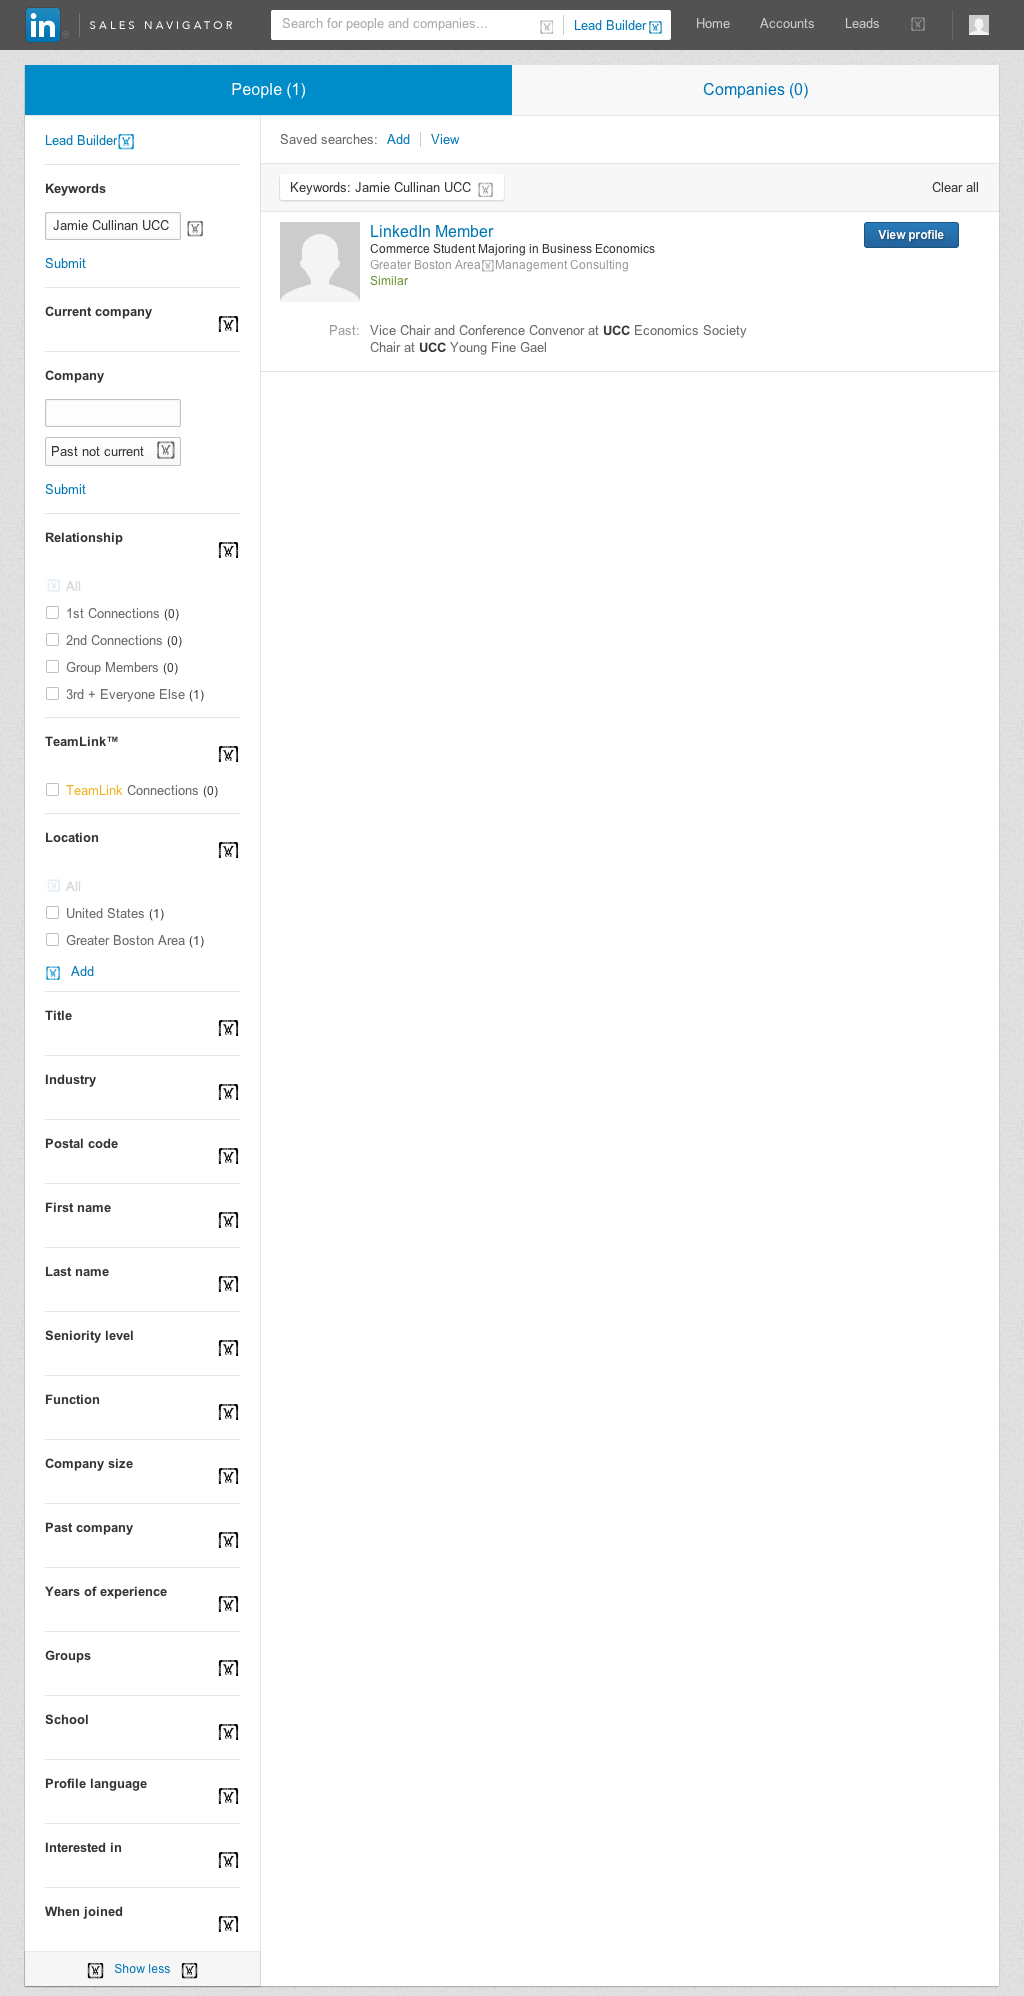 in SALES NAVIGATOR Search for people and companies... Lead Builder Home Accounts Leads
People (1) Companies (0)
Lead Builder
Keywords
Jamie Cullinan UCC
Submit
Current company
Company
Past not current
Submit
Relationship
All
1st Connections (0)
2nd Connections (0)
Group Members (0)
3rd + Everyone Else (1)
TeamLink™
TeamLink Connections (0)
Location
All
United States (1)
Greater Boston Area (1)
Add
Title
Industry
Postal code
First name
Last name
Seniority level
Function
Company size
Past company
Years of experience
Groups
School
Profile language
Interested in
When joined
Show less
Saved searches: Add View
Keywords: Jamie Cullinan UCC Clear all
LinkedIn Member View profile
Commerce Student Majoring in Business Economics
Greater Boston Area Management Consulting
Similar
Past: Vice Chair and Conference Convenor at UCC Economics Society
Chair at UCC Young Fine Gael